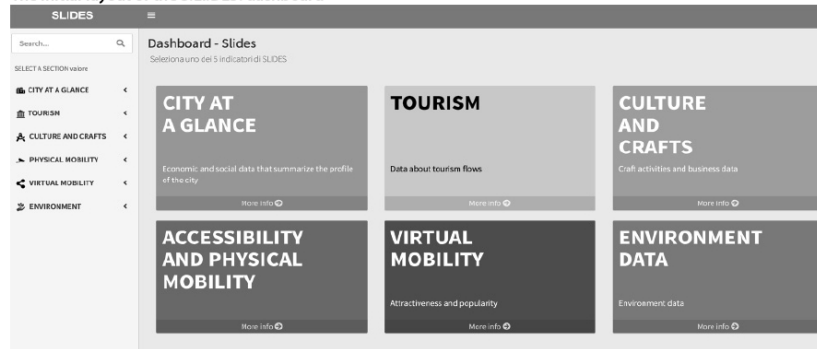 SLIDES
Search...
SELECT A SECTION valore
CITY AT A GLANCE
TOURISM
CULTURE AND CRAFTS
PHYSICAL MOBILITY
VIRTUAL MOBILITY
ENVIRONMENT
Dashboard - Slides
Seleziona uno dei 5 indicatori di SLIDES
CITY AT
A GLANCE
Economic and social data that summarize the profile
of the city
More info
TOURISM
Data about tourism flows
More info
CULTURE
AND
CRAFTS
Craft activities and business data
More info
ACCESSIBILITY
AND PHYSICAL
MOBILITY
More info
VIRTUAL
MOBILITY
Attractiveness and popularity
More info
ENVIRONMENT
DATA
Environment data
More info